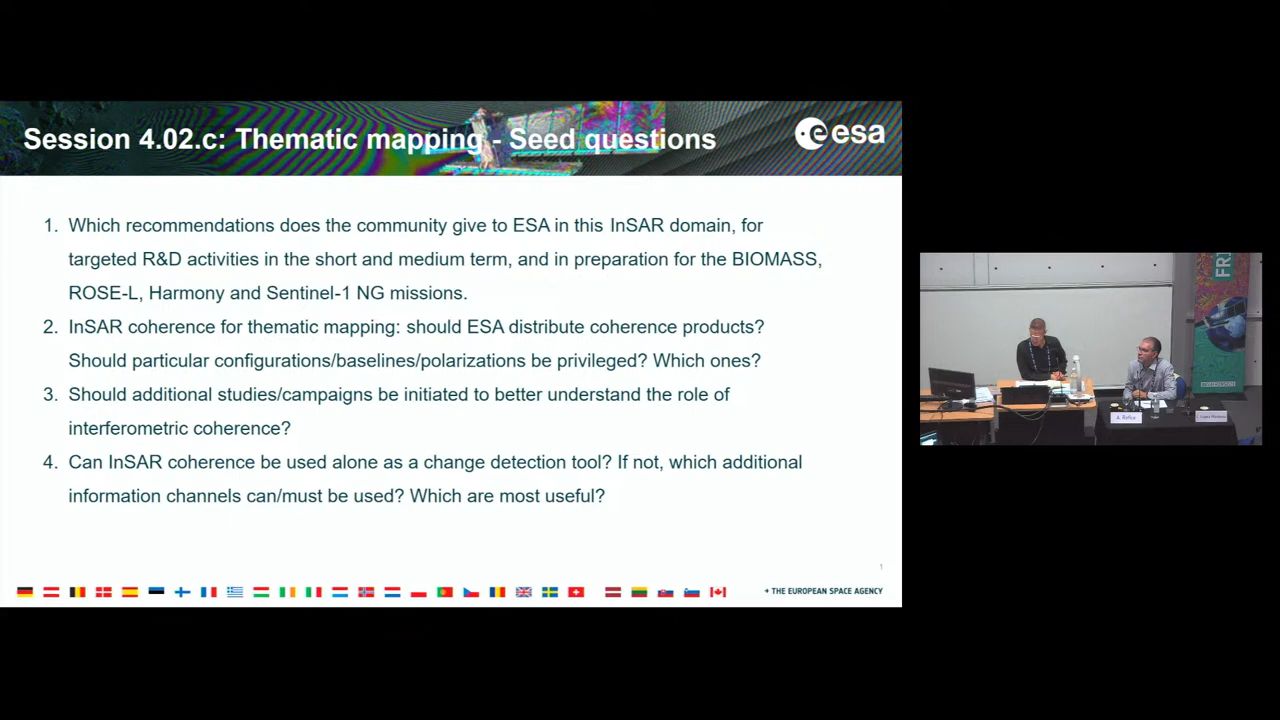 Session 4.02.c: Thematic mapping - Seed questions
esa
1. Which recommendations does the community give to ESA in this InSAR domain, for
targeted R&D activities in the short and medium term, and in preparation for the BIOMASS,
ROSE-L, Harmony and Sentinel-1 NG missions.
2. InSAR coherence for thematic mapping: should ESA distribute coherence products?
Should particular configurations/baselines/polarizations be privileged? Which ones?
3. Should additional studies/campaigns be initiated to better understand the role of
interferometric coherence?
4. Can InSAR coherence be used alone as a change detection tool? If not, which additional
information channels can/must be used? Which are most useful?
1
→ THE EUROPEAN SPACE AGENCY
FRI